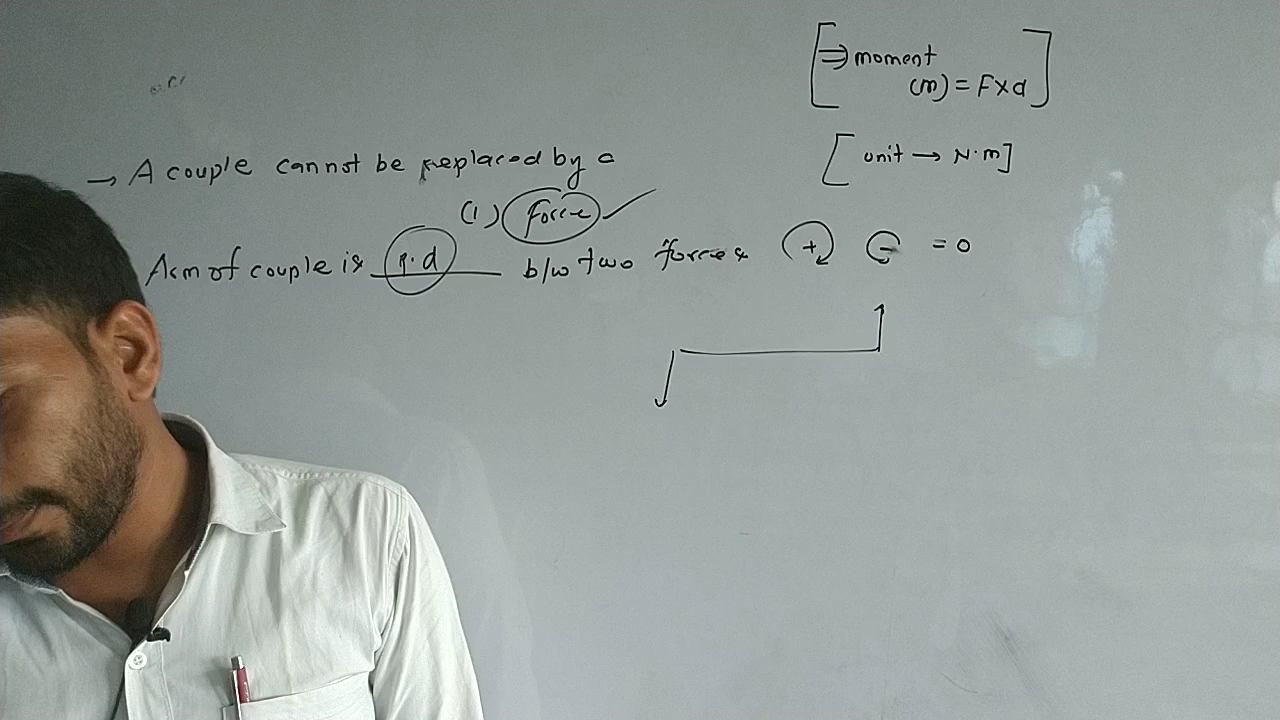 ⇒ moment
(m) = F×d
[unit → N·m]
→ A couple cannot be replaced by a
(1) force ✓
Arm of couple is ⊥·d b/w two forces (+) (-) = 0